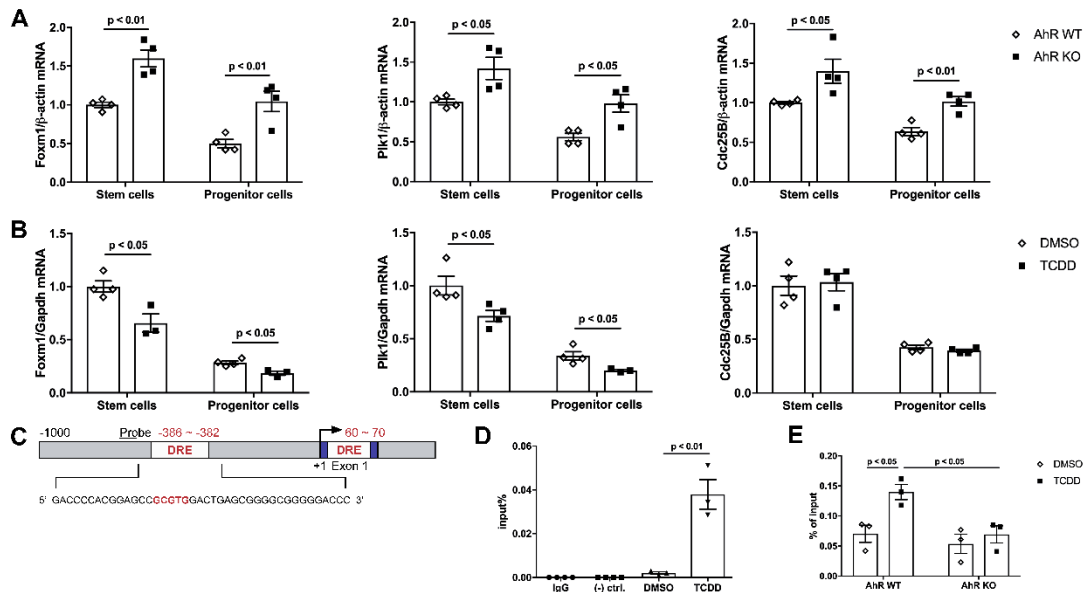 A
Foxm1/β-actin mRNA
2.0
1.5
1.0
0.5
0.0
p < 0.01
p < 0.01
Stem cells
Progenitor cells
Plk1/β-actin mRNA
2.0
1.5
1.0
0.5
0.0
p < 0.05
p < 0.05
Stem cells
Progenitor cells
Cdc25B/β-actin mRNA
2.0
1.5
1.0
0.5
0.0
p < 0.05
p < 0.01
Stem cells
Progenitor cells
AhR WT
AhR KO
B
Foxm1/Gapdh mRNA
1.5
1.0
0.5
0.0
p < 0.05
p < 0.05
Stem cells
Progenitor cells
Plk1/Gapdh mRNA
1.5
1.0
0.5
0.0
p < 0.05
p < 0.05
Stem cells
Progenitor cells
Cdc25B/Gapdh mRNA
1.5
1.0
0.5
0.0
Stem cells
Progenitor cells
DMSO
TCDD
C
-1000
Probe
-386 ~ -382
60 ~ 70
DRE
DRE
+1 Exon 1
5' GACCCCACGGAGCCGCGTGGACTGAGCGGGGCGGGGGACCC 3'
D
input%
0.06
0.04
0.02
0.00
p < 0.01
IgG
(-) ctrl.
DMSO
TCDD
E
% of input
0.20
0.15
0.10
0.05
0.00
p < 0.05
p < 0.05
AhR WT
AhR KO
DMSO
TCDD